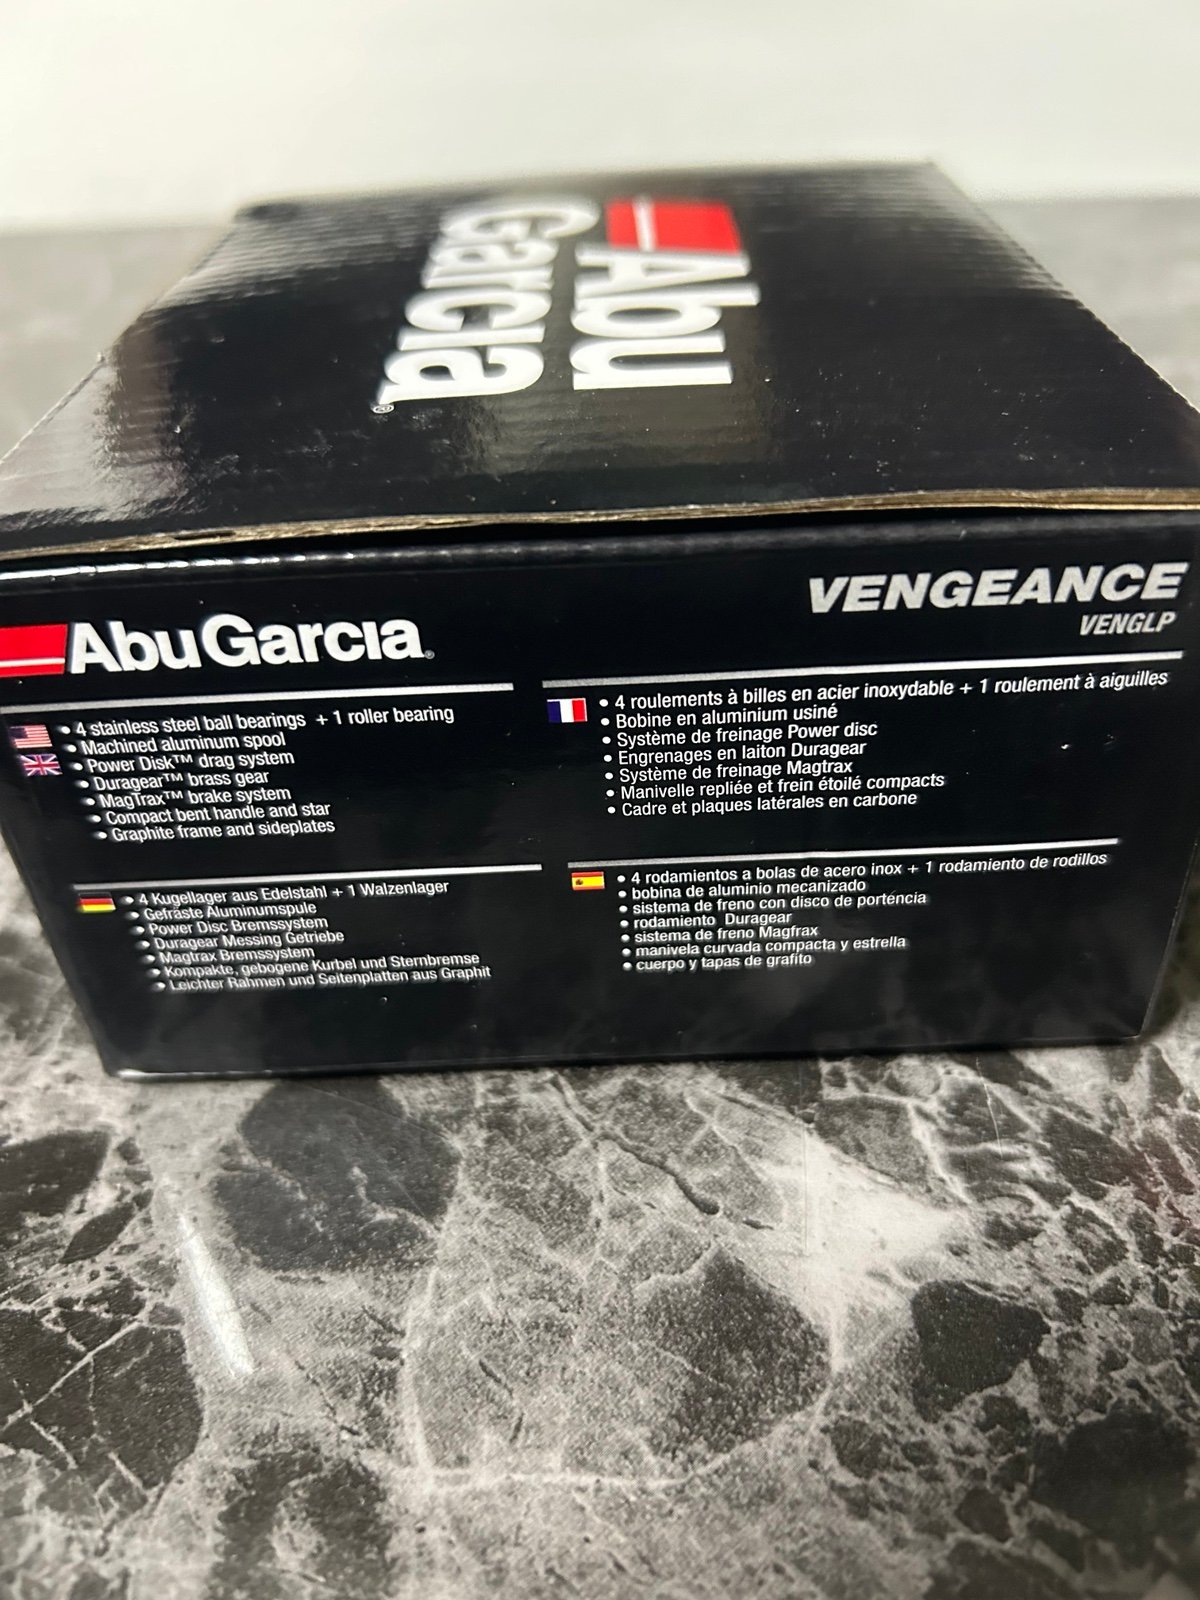 Abu
Garcia®
AbuGarcia®
VENGEANCE
VENGLP
• 4 stainless steel ball bearings + 1 roller bearing
• Machined aluminum spool
• Power Disk™ drag system
• Duragear™ brass gear
• MagTrax™ brake system
• Compact bent handle and star
• Graphite frame and sideplates
• 4 roulements à billes en acier inoxydable + 1 roulement à aiguilles
• Bobine en aluminium usiné
• Système de freinage Power disc
• Engrenages en laiton Duragear
• Système de freinage Magtrax
• Manivelle repliée et frein étoilé compacts
• Cadre et plaques latérales en carbone
• 4 Kugellager aus Edelstahl + 1 Walzenlager
• Gefräste Aluminumspule
• Power Disc Bremssystem
• Duragear Messing Getriebe
• Magtrax Bremssystem
• Kompakte, gebogene Kurbel und Sternbremse
• Leichter Rahmen und Seitenplatten aus Graphit
• 4 rodamientos a bolas de acero inox + 1 rodamiento de rodillos
• bobina de aluminio mecanizado
• sistema de freno con disco de porténcia
• rodamiento Duragear
• sistema de freno Magfrax
• manivela curvada compacta y estrella
• cuerpo y tapas de grafito